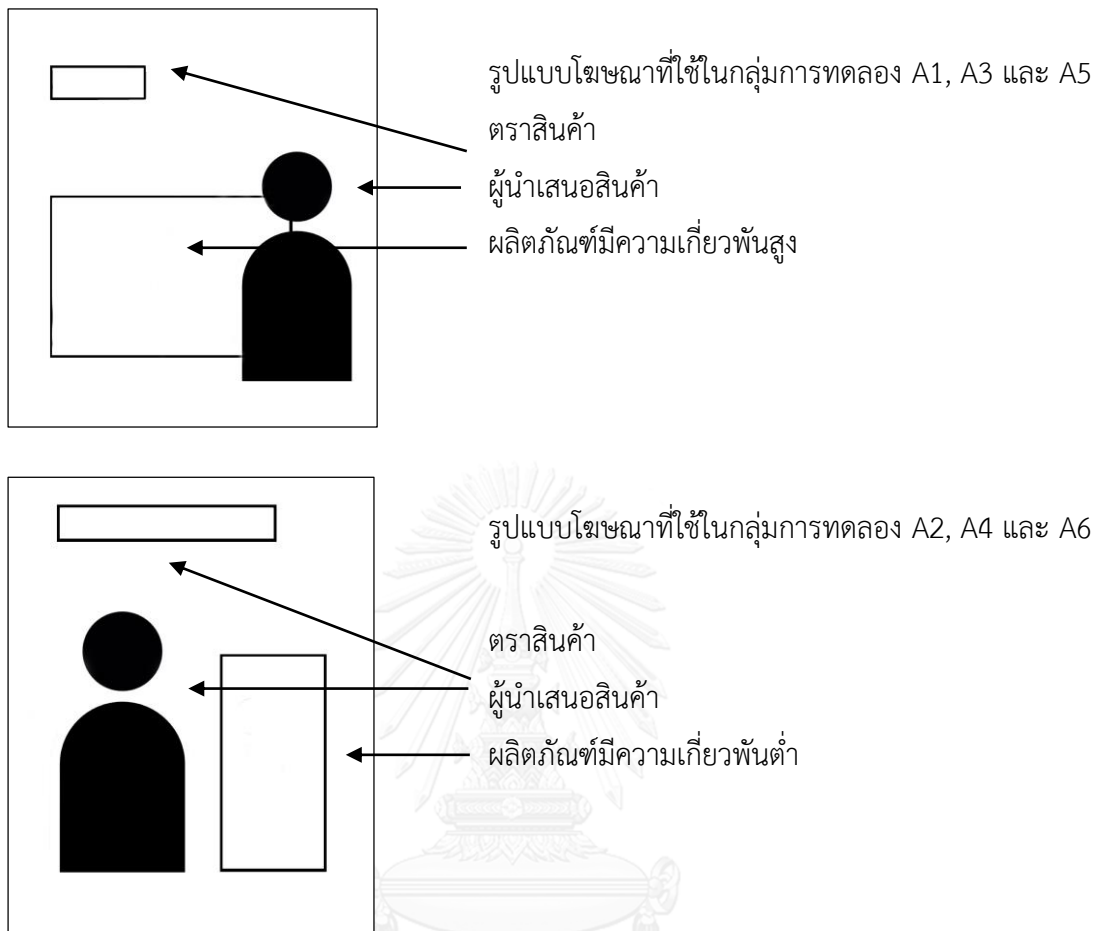 รูปแบบโฆษณาที่ใช้ในกลุ่มการทดลอง A1, A3 และ A5
ตราสินค้า
ผู้นำเสนอสินค้า
ผลิตภัณฑ์มีความเกี่ยวพันสูง
รูปแบบโฆษณาที่ใช้ในกลุ่มการทดลอง A2, A4 และ A6
ตราสินค้า
ผู้นำเสนอสินค้า
ผลิตภัณฑ์มีความเกี่ยวพันต่ำ